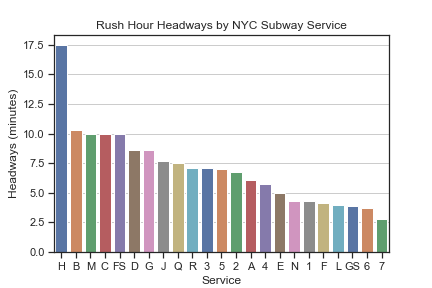 Rush Hour Headways by NYC Subway Service
Headways (minutes)
17.5
15.0
12.5
10.0
7.5
5.0
2.5
0.0
H B M C FS D G J Q R 3 5 2 A 4 E N 1 F L GS 6 7
Service